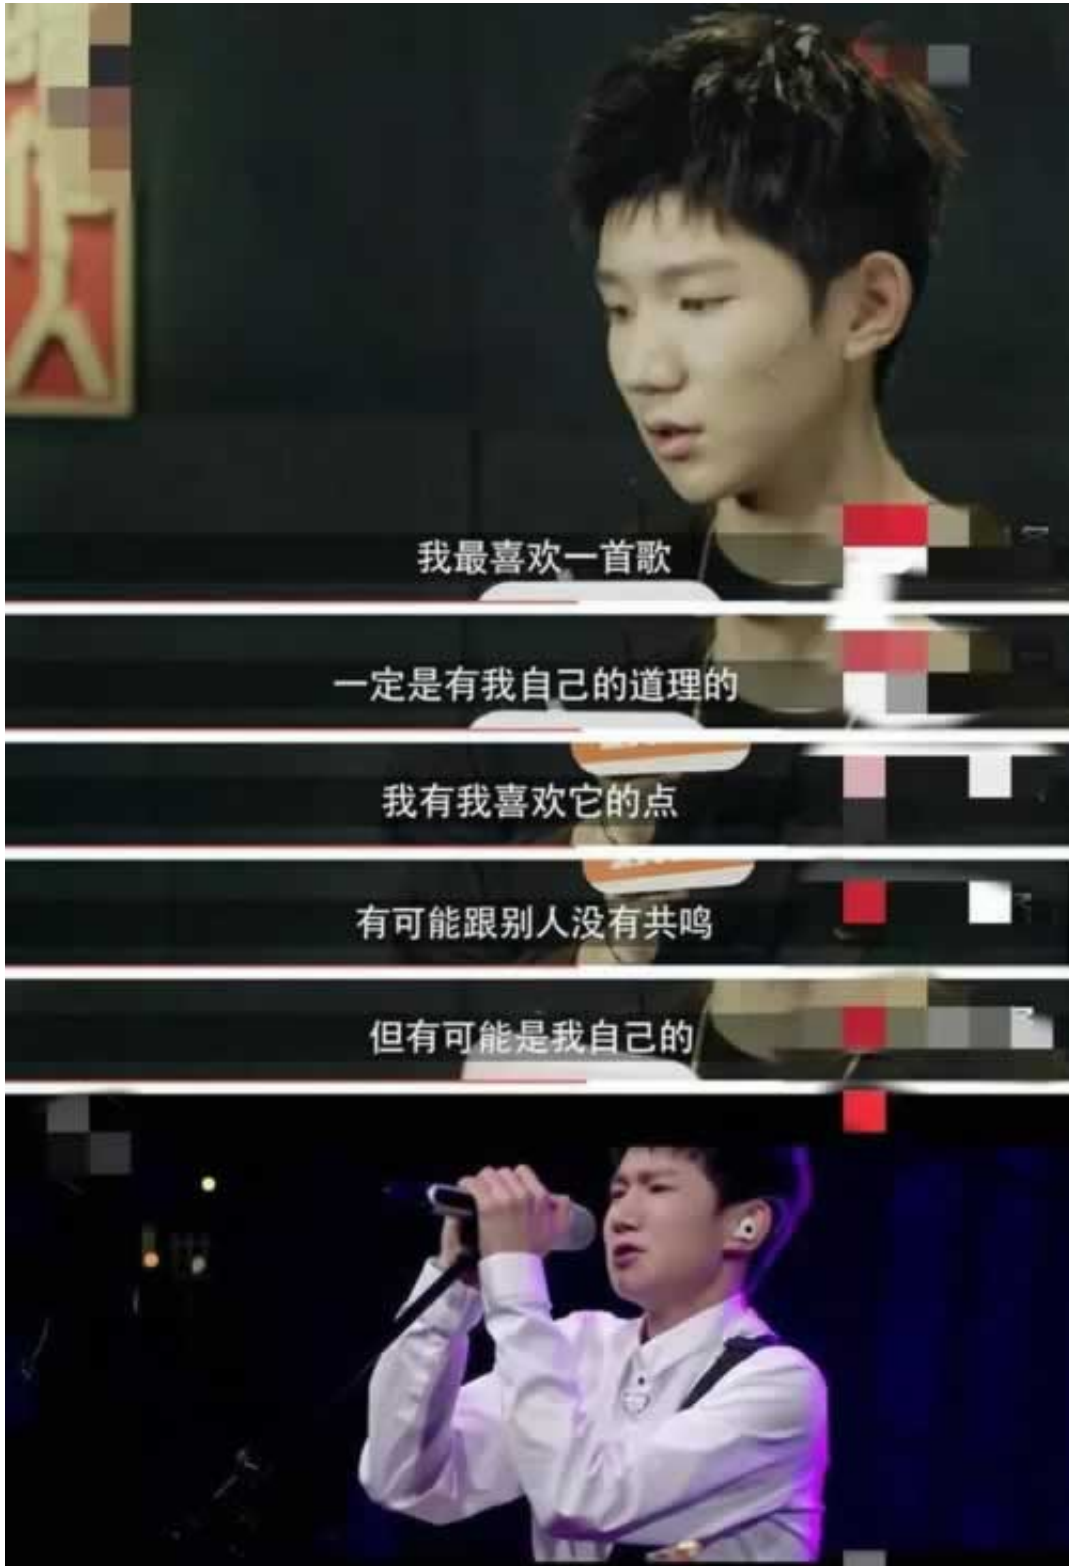 我最喜欢一首歌
一定是有我自己的道理的
我有我喜欢它的点
有可能跟别人没有共鸣
但有可能是我自己的